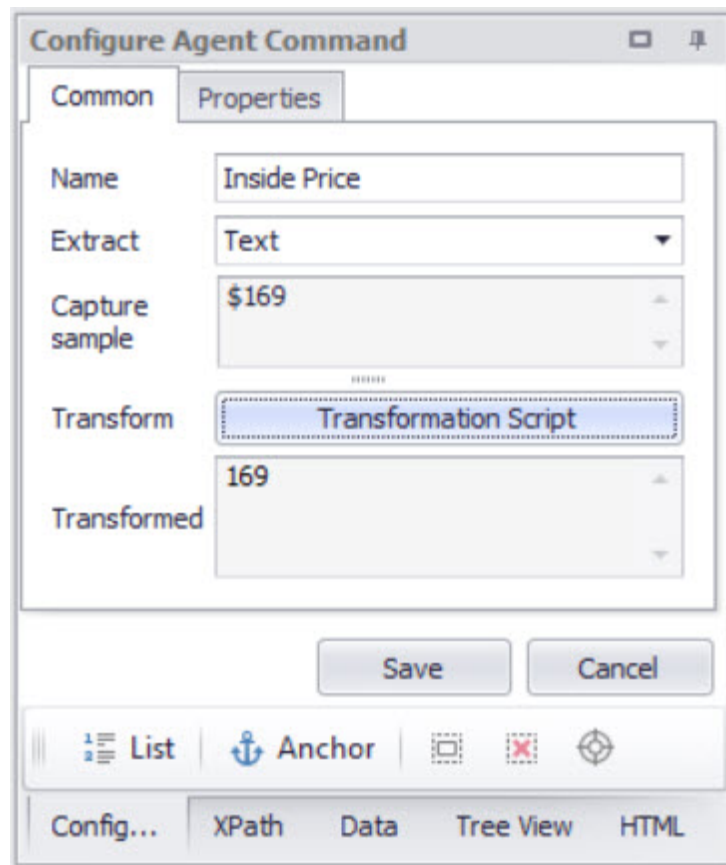 Configure Agent Command
Common Properties
Name Inside Price
Extract Text
Capture sample $169
Transform Transformation Script
Transformed 169
Save Cancel
List Anchor
Config... XPath Data Tree View HTML